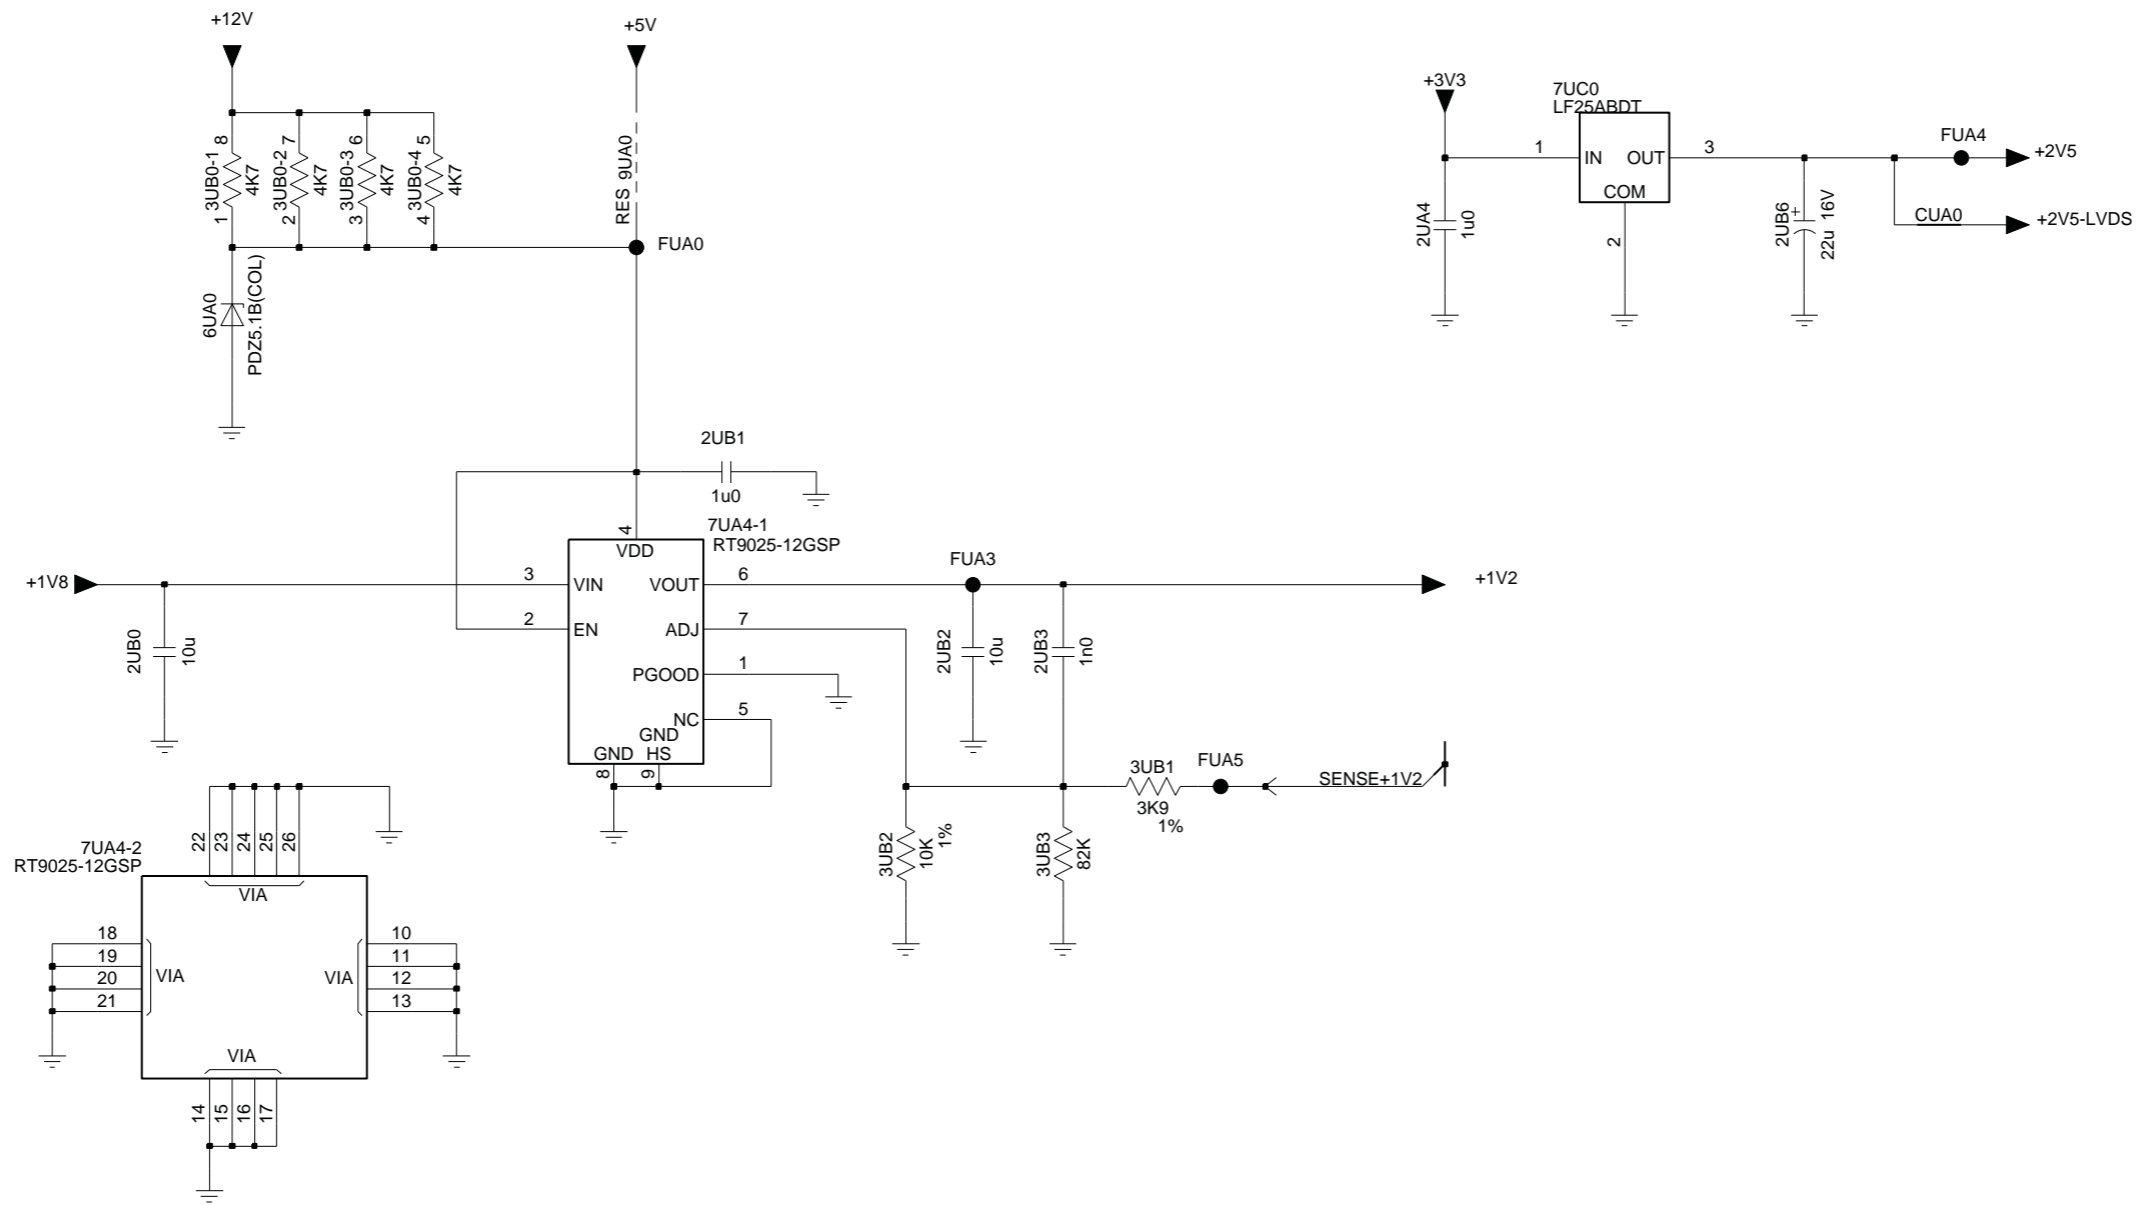 +12V
+5V
3UB0-1
8
1
4K7
3UB0-2
7
2
4K7
3UB0-3
6
3
4K7
3UB0-4
5
4
4K7
RES 9UA0
FUA0
6UA0
PDZ5.1B(COL)
+3V3
7UC0
LF25ABDT
1
IN
OUT
3
COM
2
2UA4
1u0
2UB6
+
22u 16V
FUA4
+2V5
CUA0
+2V5-LVDS
2UB1
1u0
7UA4-1
RT9025-12GSP
4
VDD
+1V8
3
VIN
VOUT
6
2
EN
ADJ
7
PGOOD
1
NC
5
GND
GND
HS
8
9
2UB0
10u
FUA3
+1V2
2UB2
10u
2UB3
1n0
3UB1
3K9
1%
FUA5
SENSE+1V2
3UB2
10K
1%
3UB3
82K
7UA4-2
RT9025-12GSP
22
23
24
25
26
VIA
18
19
20
21
VIA
VIA
10
11
12
13
VIA
14
15
16
17